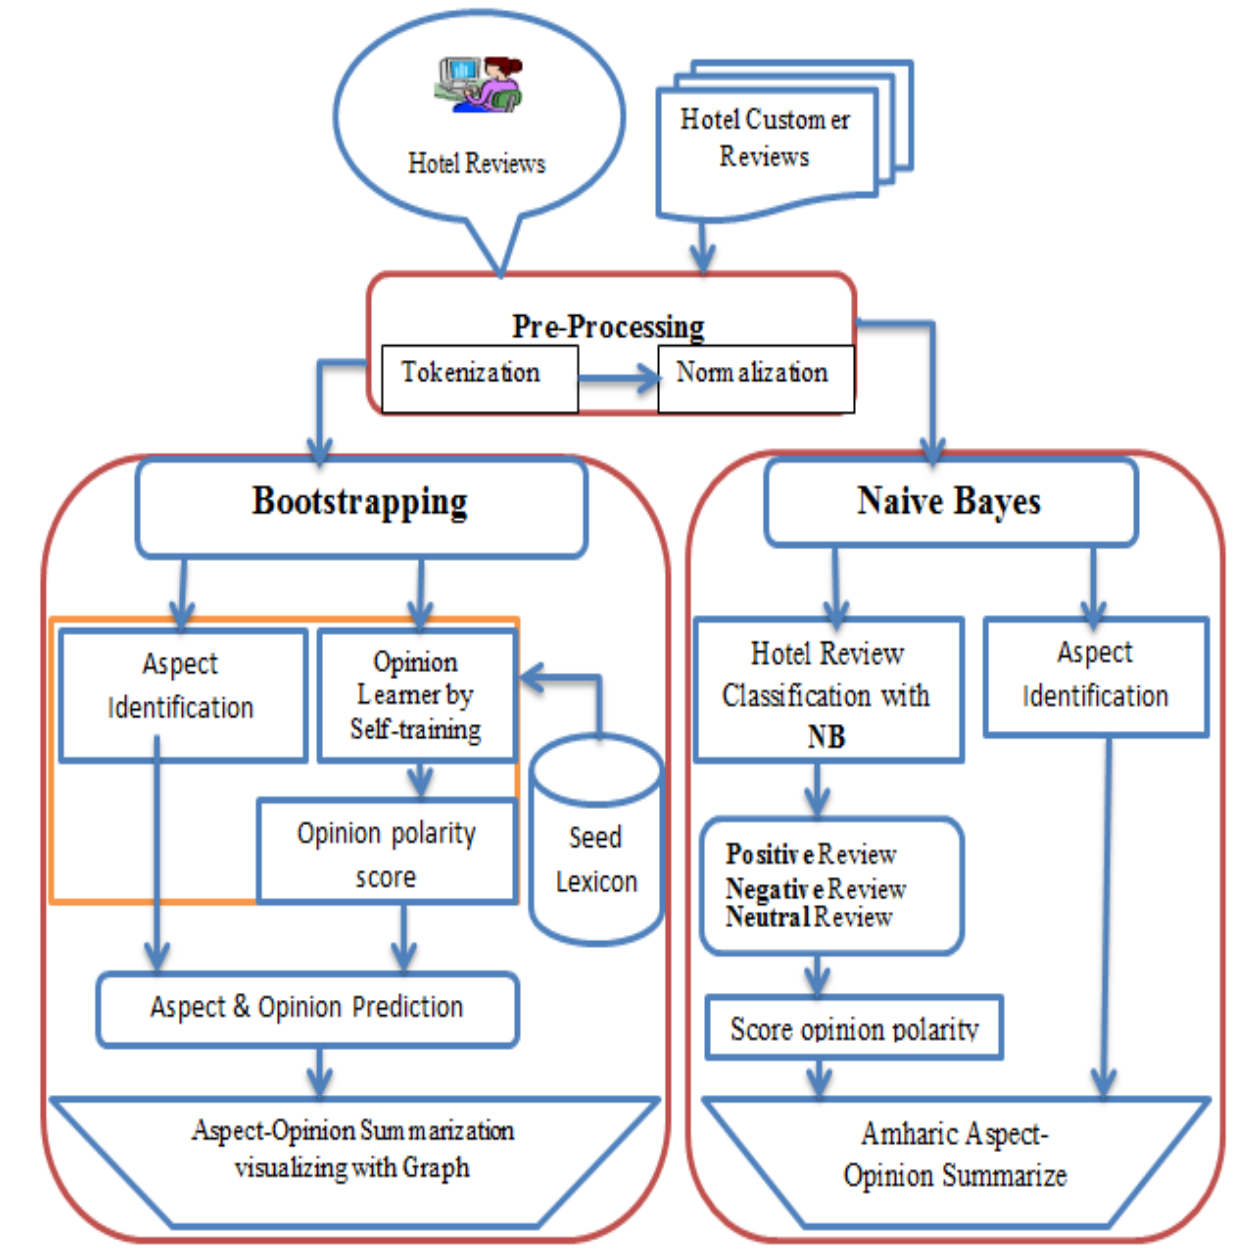 Hotel Reviews
Hotel Customer
Reviews
Pre-Processing
Tokenization
Normalization
Bootstrapping
Aspect
Identification
Opinion
Learner by
Self-training
Opinion polarity
score
Seed
Lexicon
Aspect & Opinion Prediction
Aspect-Opinion Summarization
visualizing with Graph
Naive Bayes
Hotel Review
Classification with
NB
Aspect
Identification
Positive Review
Negative Review
Neutral Review
Score opinion polarity
Amharic Aspect-
Opinion Summarize